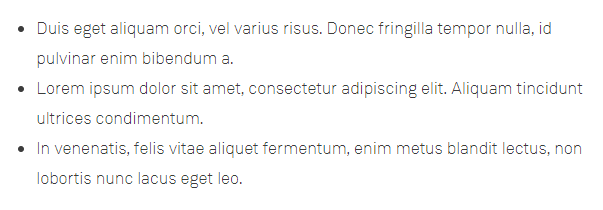 • Duis eget aliquam orci, vel varius risus. Donec fringilla tempor nulla, id
pulvinar enim bibendum a.
• Lorem ipsum dolor sit amet, consectetur adipiscing elit. Aliquam tincidunt
ultrices condimentum.
• In venenatis, felis vitae aliquet fermentum, enim metus blandit lectus, non
lobortis nunc lacus eget leo.